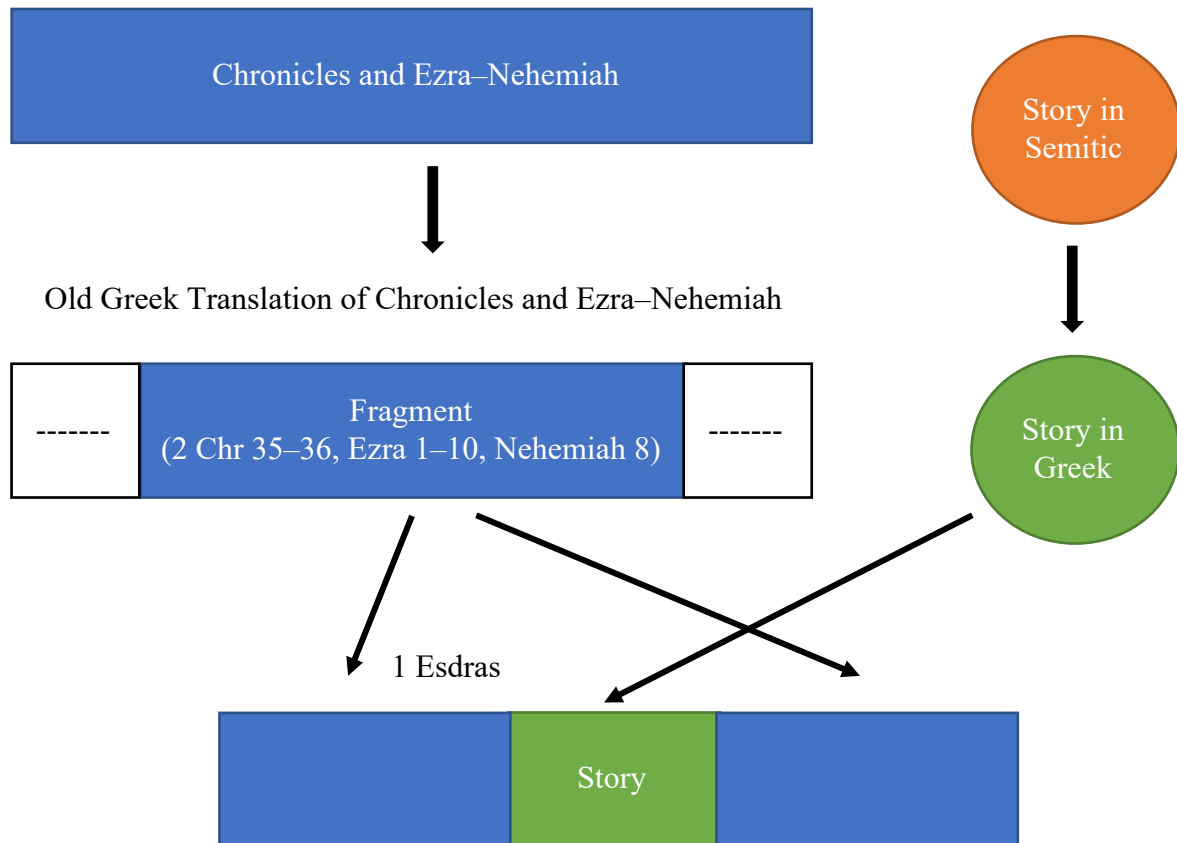 Chronicles and Ezra–Nehemiah
Story in
Semitic
Old Greek Translation of Chronicles and Ezra–Nehemiah
-------
Fragment
(2 Chr 35–36, Ezra 1–10, Nehemiah 8)
-------
Story in
Greek
1 Esdras
Story